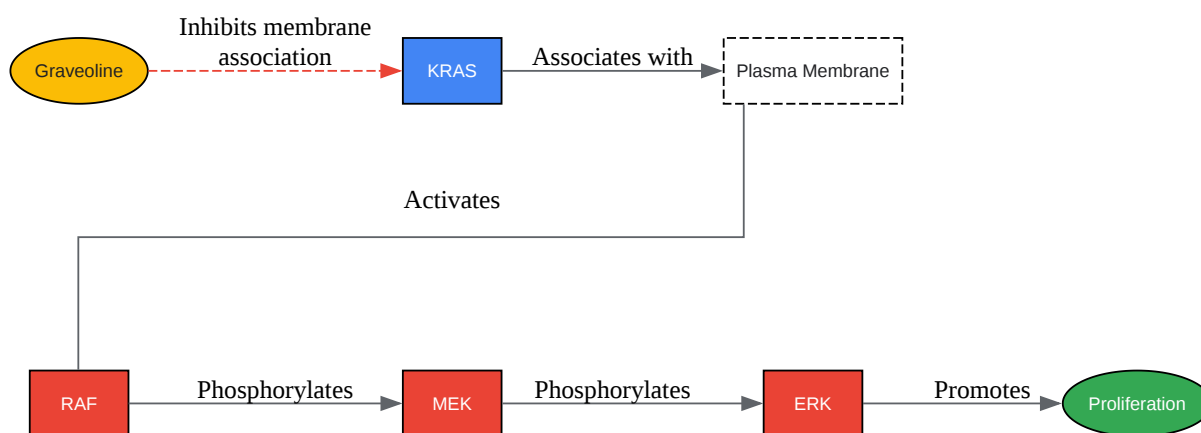 Inhibits membrane
association
Graveoline
KRAS
Associates with
Plasma Membrane
Activates
RAF
Phosphorylates
MEK
Phosphorylates
ERK
Promotes
Proliferation